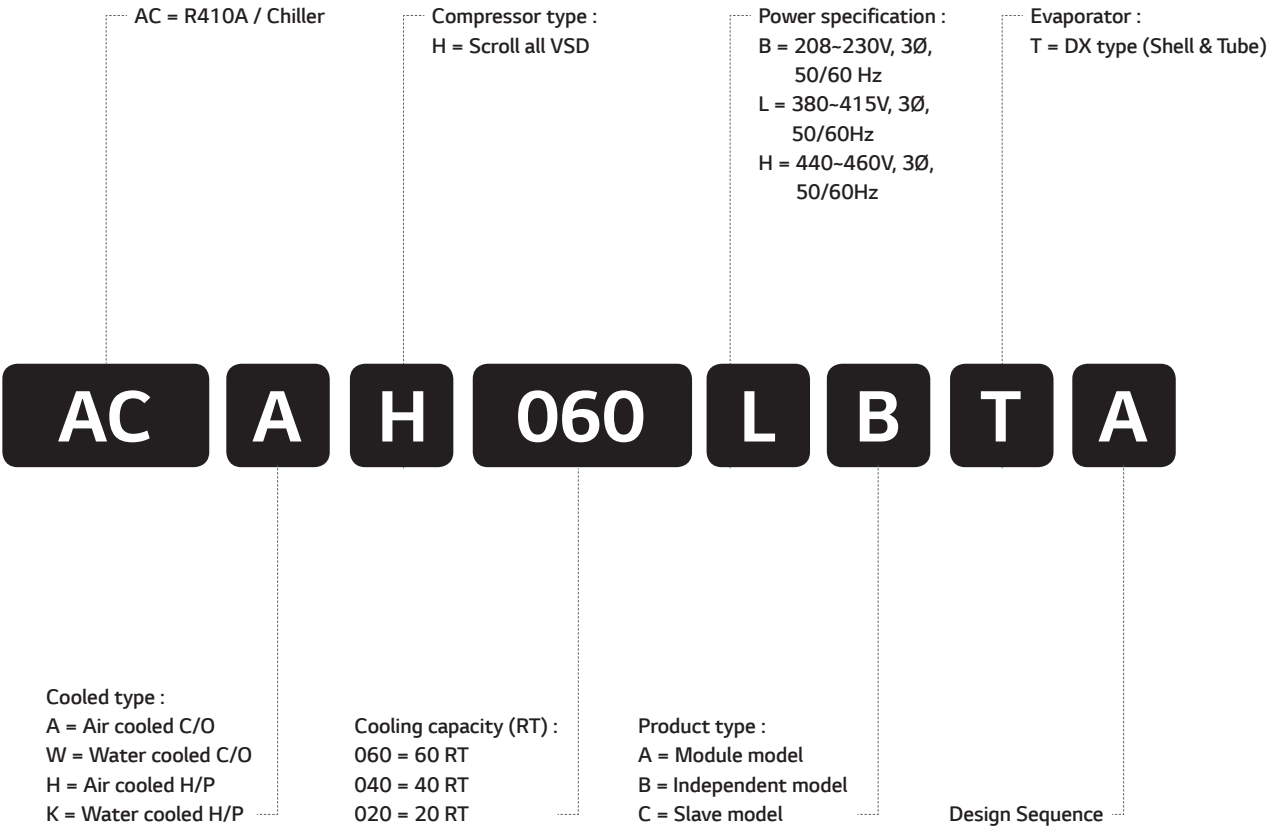 AC = R410A / Chiller
Compressor type :
H = Scroll all VSD
Power specification :
B = 208~230V, 3Ø,
50/60 Hz
L = 380~415V, 3Ø,
50/60Hz
H = 440~460V, 3Ø,
50/60Hz
Evaporator :
T = DX type (Shell & Tube)
AC A H 060 L B T A
Cooled type :
A = Air cooled C/O
W = Water cooled C/O
H = Air cooled H/P
K = Water cooled H/P
Cooling capacity (RT) :
060 = 60 RT
040 = 40 RT
020 = 20 RT
Product type :
A = Module model
B = Independent model
C = Slave model
Design Sequence